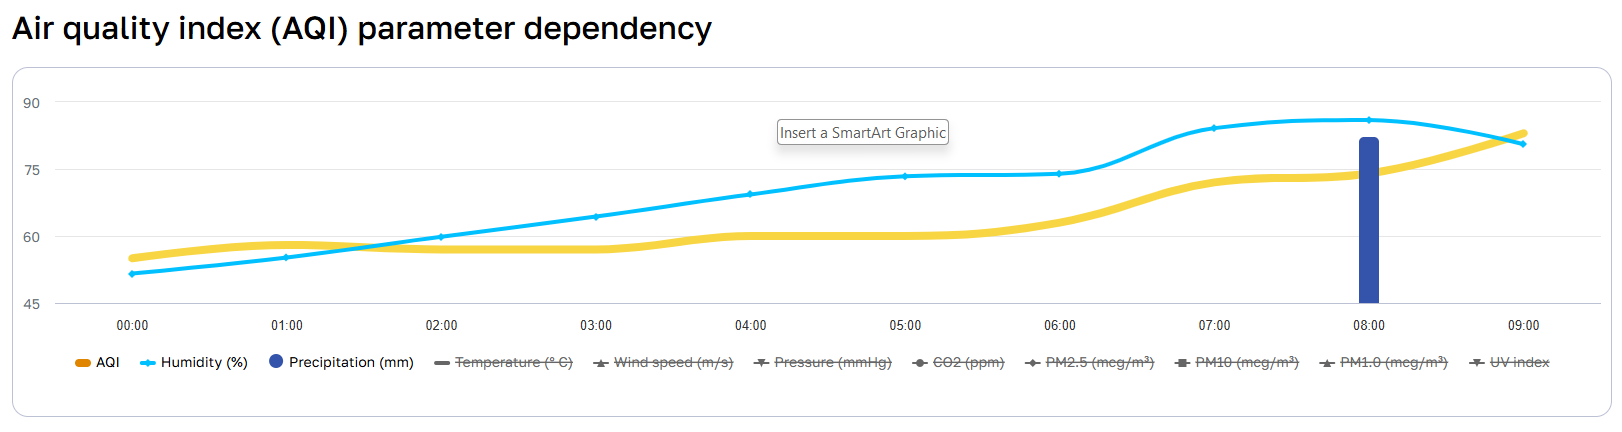 Air quality index (AQI) parameter dependency
90
Insert a SmartArt Graphic
75
60
45
00:00 01:00 02:00 03:00 04:00 05:00 06:00 07:00 08:00 09:00
AQI Humidity (%) Precipitation (mm) Temperature (° C) Wind speed (m/s) Pressure (mmHg) CO2 (ppm) PM2.5 (mcg/m³) PM10 (mcg/m³) PM1.0 (mcg/m³) UV index